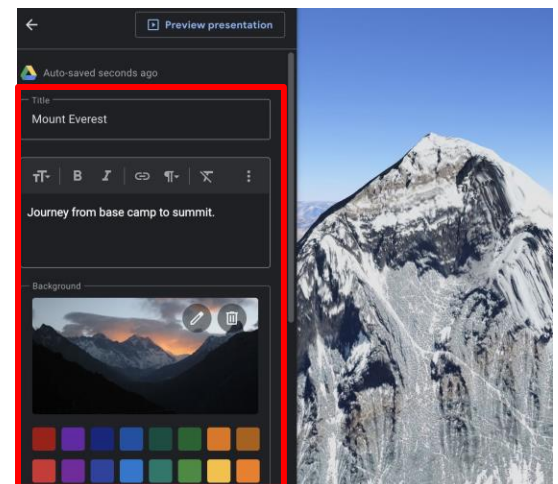 Preview presentation
Auto-saved seconds ago
Title
Mount Everest
B I
Journey from base camp to summit.
Background